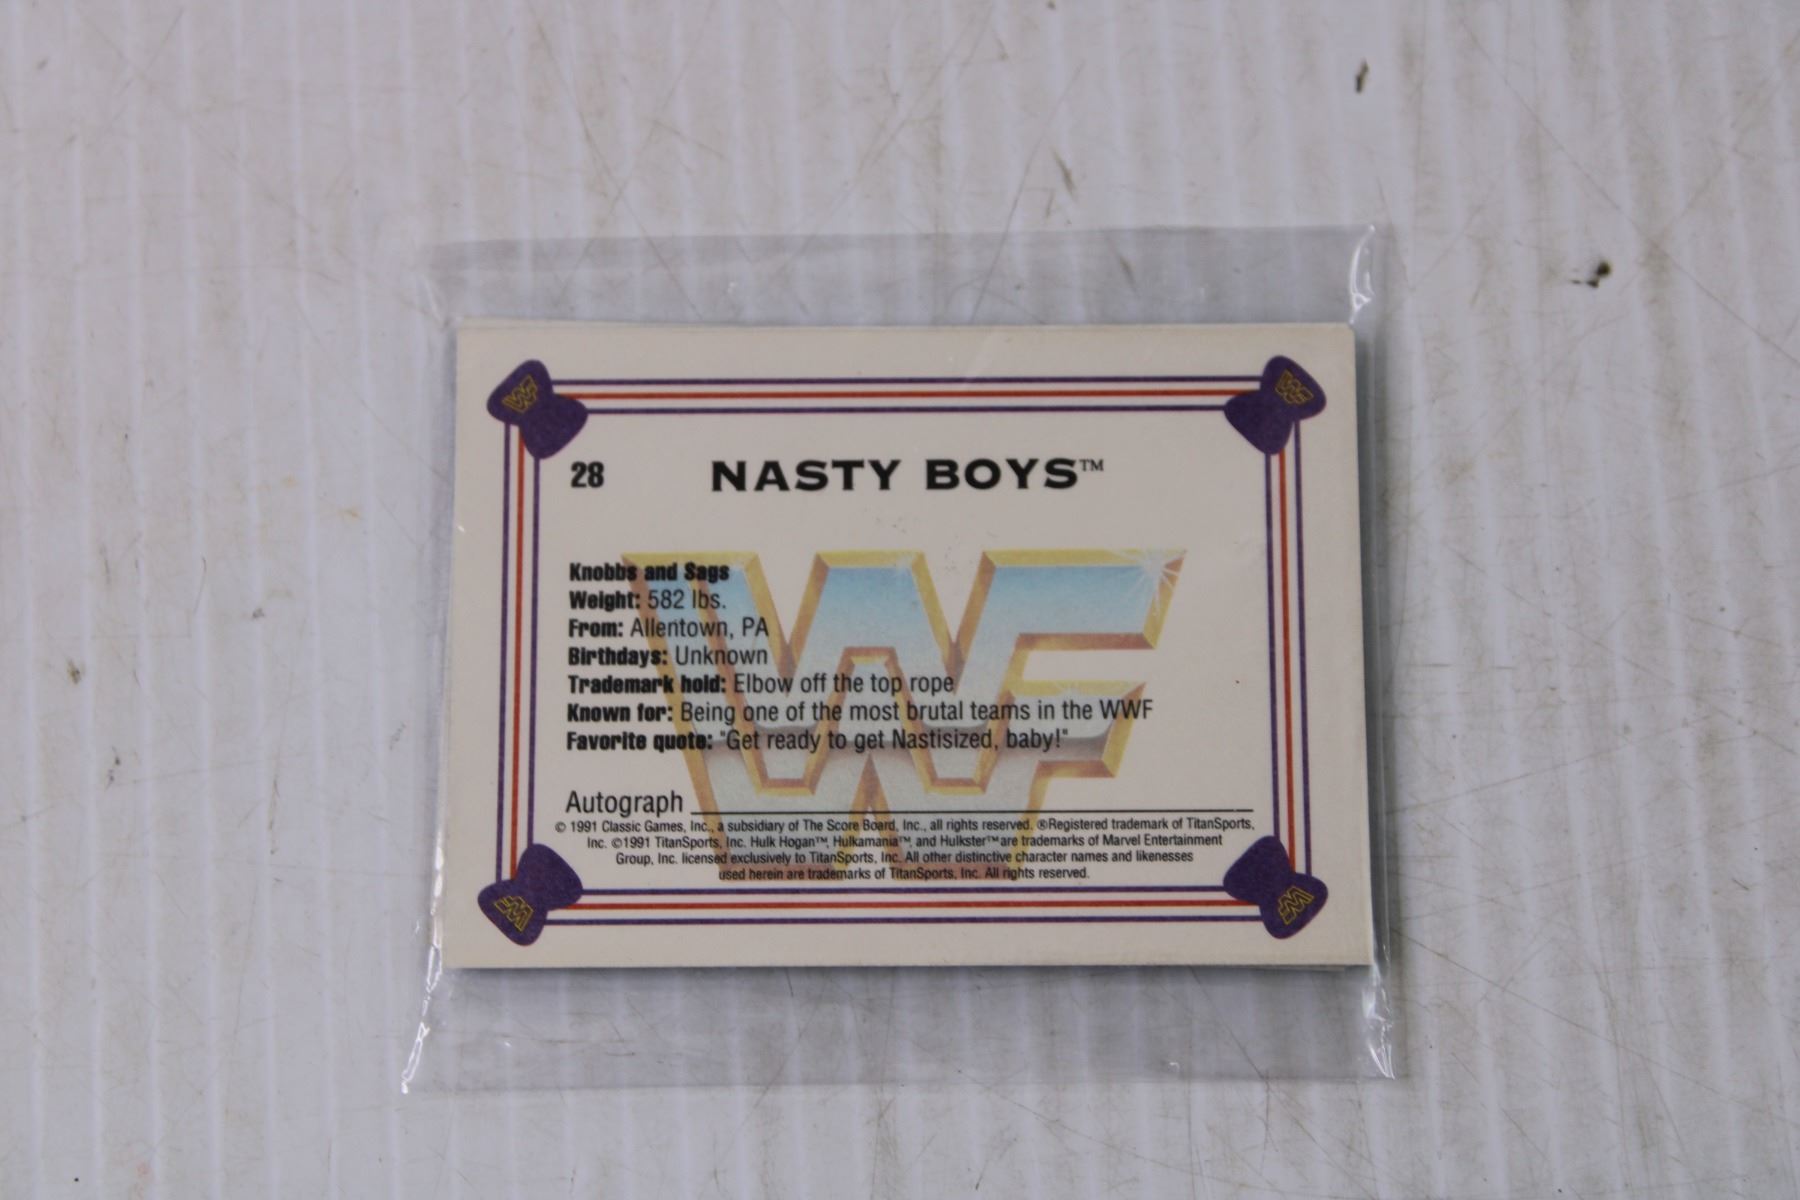 WF
WF
28 NASTY BOYS™
WF
Knobbs and Sags
Weight: 582 lbs.
From: Allentown, PA
Birthdays: Unknown
Trademark hold: Elbow off the top rope
Known for: Being one of the most brutal teams in the WWF
Favorite quote: "Get ready to get Nastisized, baby!"
Autograph
© 1991 Classic Games, Inc., a subsidiary of The Score Board, Inc., all rights reserved. ®Registered trademark of TitanSports,
Inc. ©1991 TitanSports, Inc. Hulk Hogan™, Hulkamania™, and Hulkster™ are trademarks of Marvel Entertainment
Group, Inc. licensed exclusively to TitanSports, Inc. All other distinctive character names and likenesses
used herein are trademarks of TitanSports, Inc. All rights reserved.
WF
WF